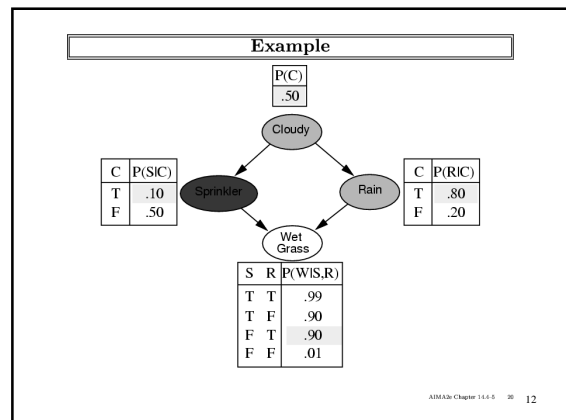 Example
P(C)
.50
Cloudy
C P(S|C)
T .10
F .50
Sprinkler
Rain
C P(R|C)
T .80
F .20
Wet
Grass
S R P(W|S,R)
T T .99
T F .90
F T .90
F F .01
AIMA2e Chapter 14.4-5 20 12